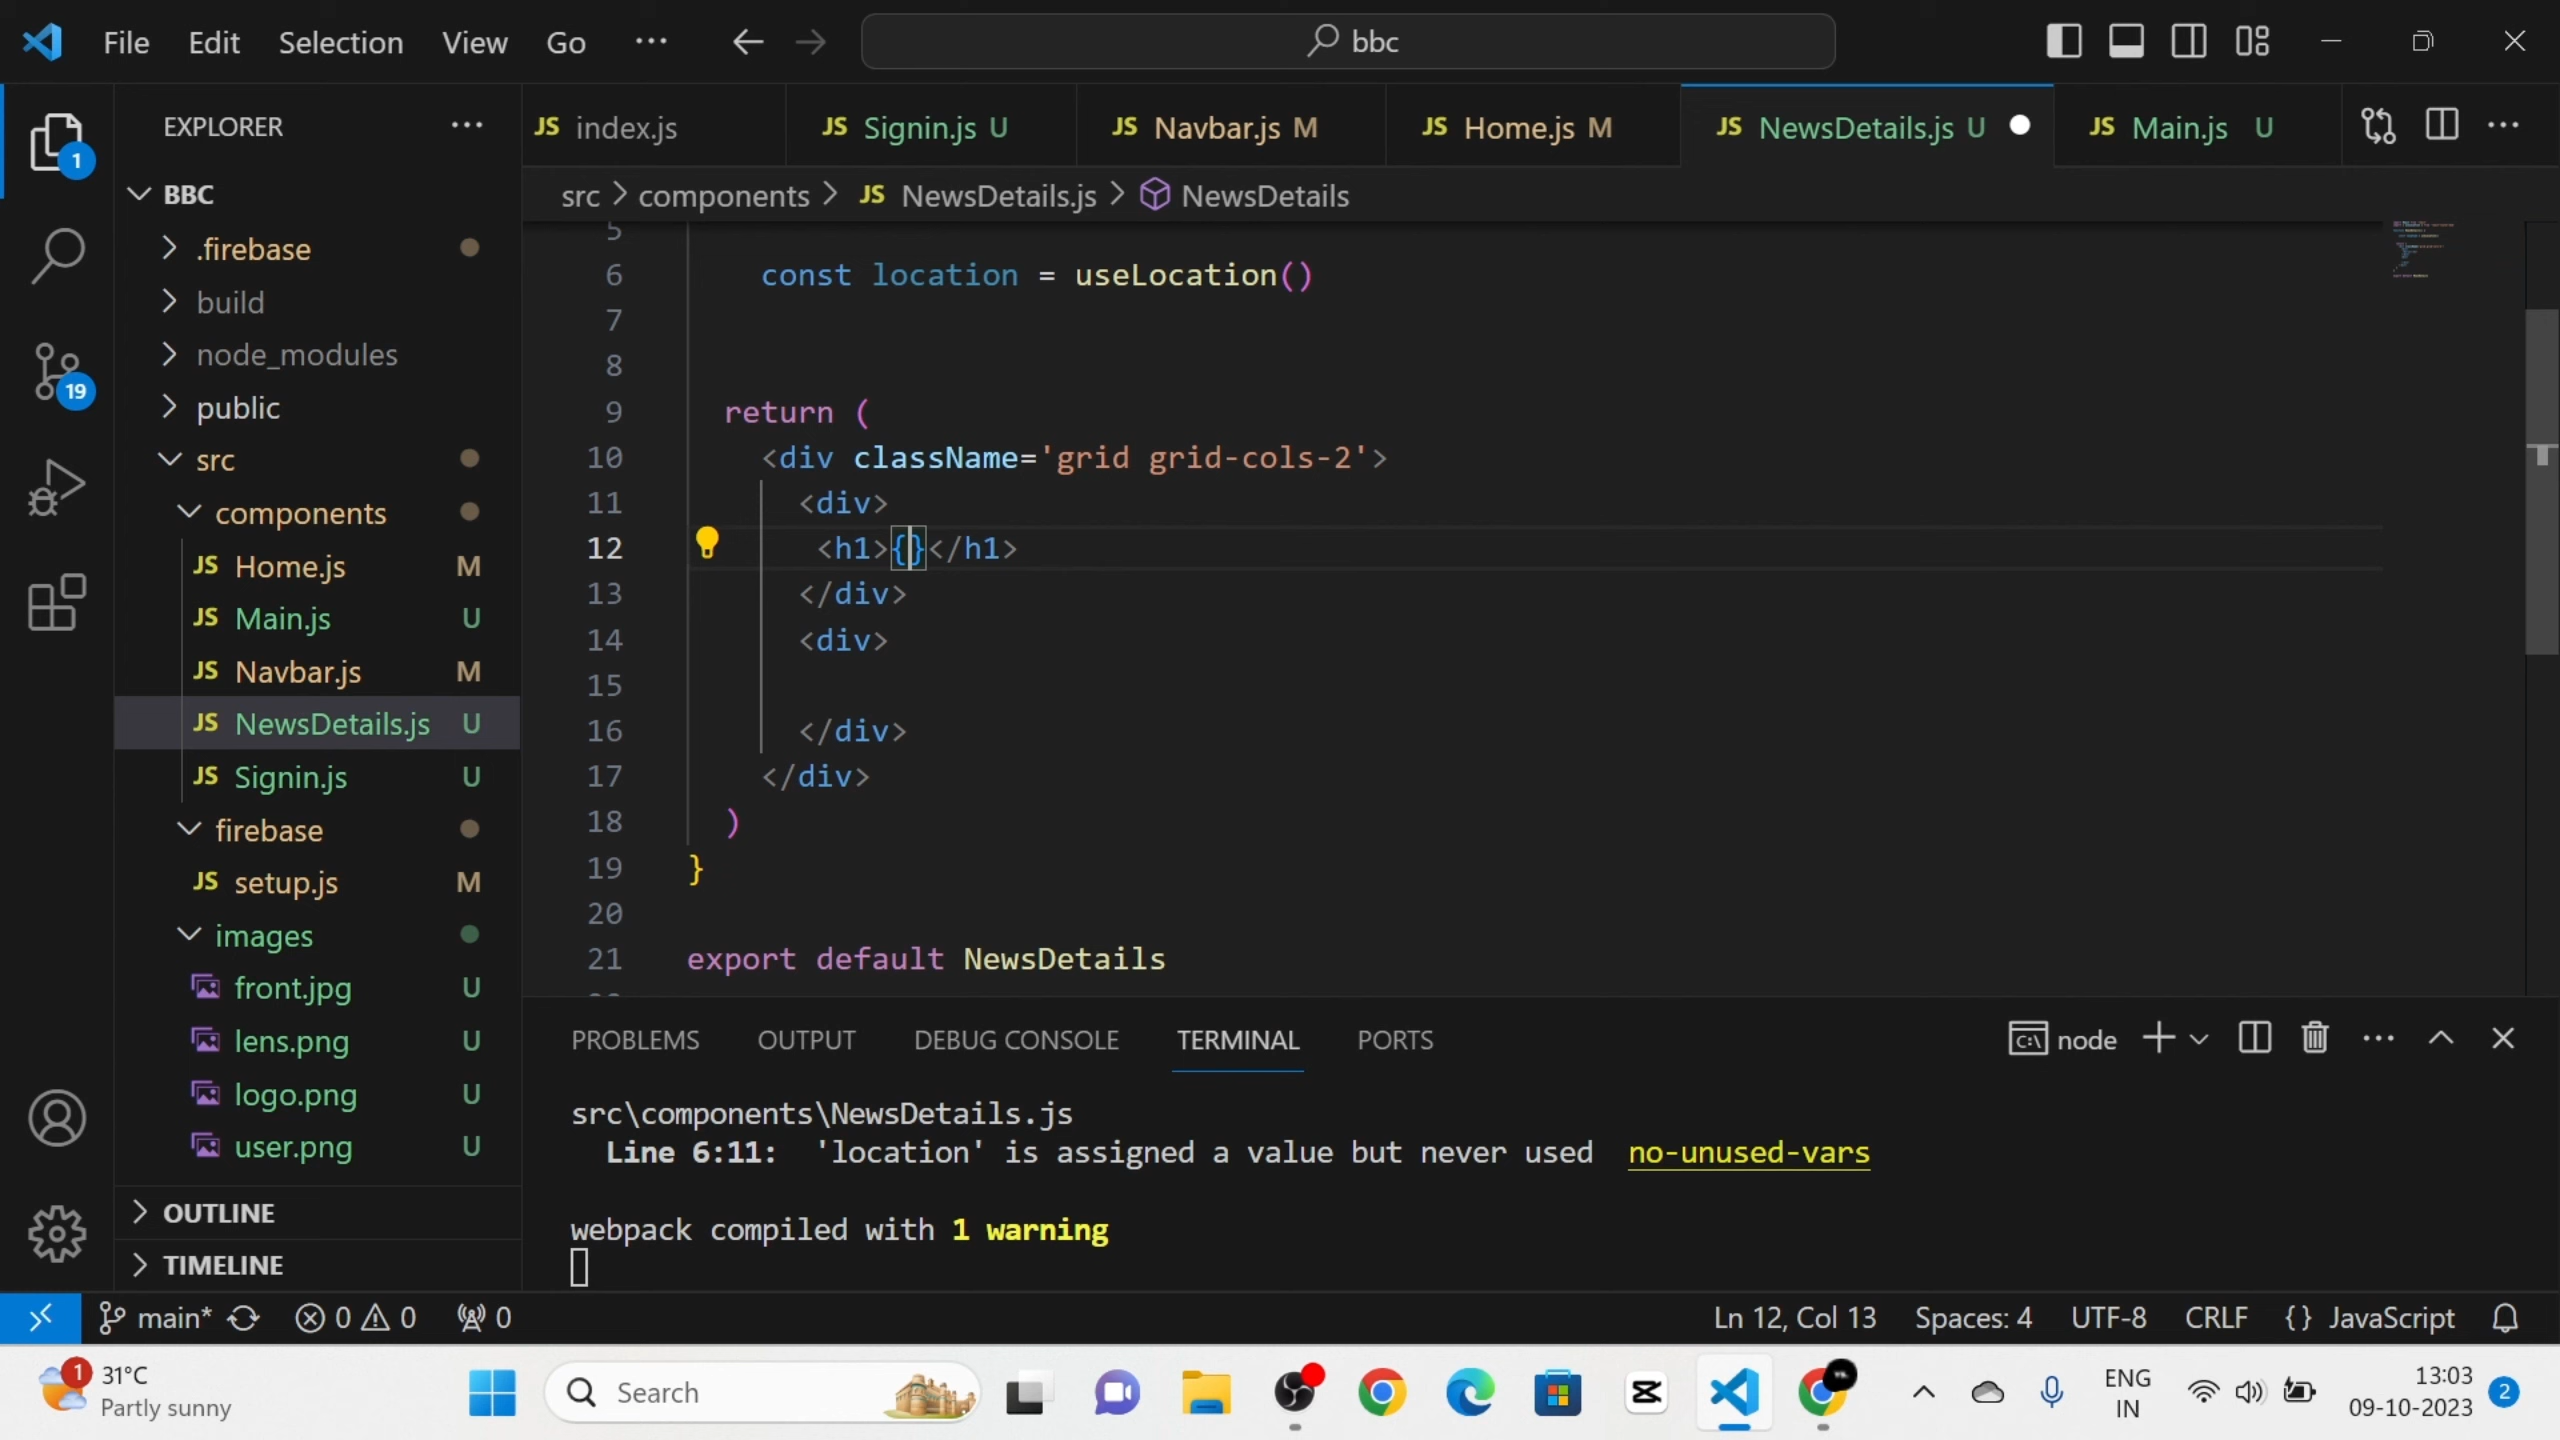 File Edit Selection View Go ··· bbc
EXPLORER ···
JS index.js JS Signin.js U JS Navbar.js M JS Home.js M JS NewsDetails.js U JS Main.js U ···
src > components > JS NewsDetails.js > NewsDetails
1
BBC
.firebase
build
node_modules
public
src
components
JS Home.js M
JS Main.js U
JS Navbar.js M
JS NewsDetails.js U
JS Signin.js U
firebase
JS setup.js M
images
front.jpg U
lens.png U
logo.png U
user.png U
OUTLINE
TIMELINE
19
5
6 const location = useLocation()
7
8
9 return (
10 <div className='grid grid-cols-2'>
11 <div>
12 <h1>{}</h1>
13 </div>
14 <div>
15
16 </div>
17 </div>
18 )
19 }
20
21 export default NewsDetails
PROBLEMS OUTPUT DEBUG CONSOLE TERMINAL PORTS node ···
src\components\NewsDetails.js
Line 6:11: 'location' is assigned a value but never used no-unused-vars
webpack compiled with 1 warning
main* 0 0 0 Ln 12, Col 13 Spaces: 4 UTF-8 CRLF {} JavaScript
1 31°C
Partly sunny
Search
ENG
IN
13:03
09-10-2023
2